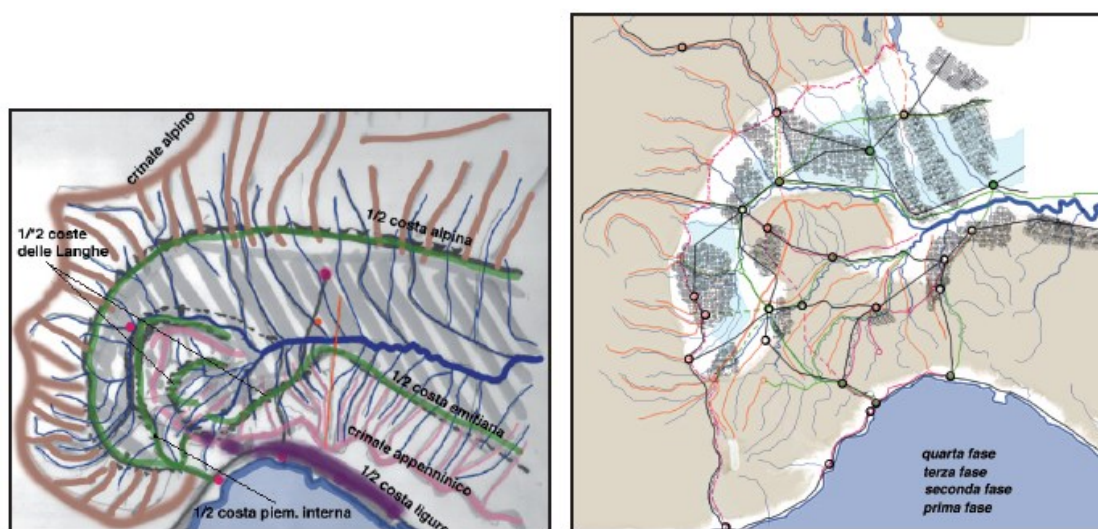 crinale alpino
1/2 costa alpina
1/"2 coste
delle Langhe
1/2 costa emiliana
crinale appenninico
1/2 costa ligure
1/2 costa piem. interna
quarta fase
terza fase
seconda fase
prima fase